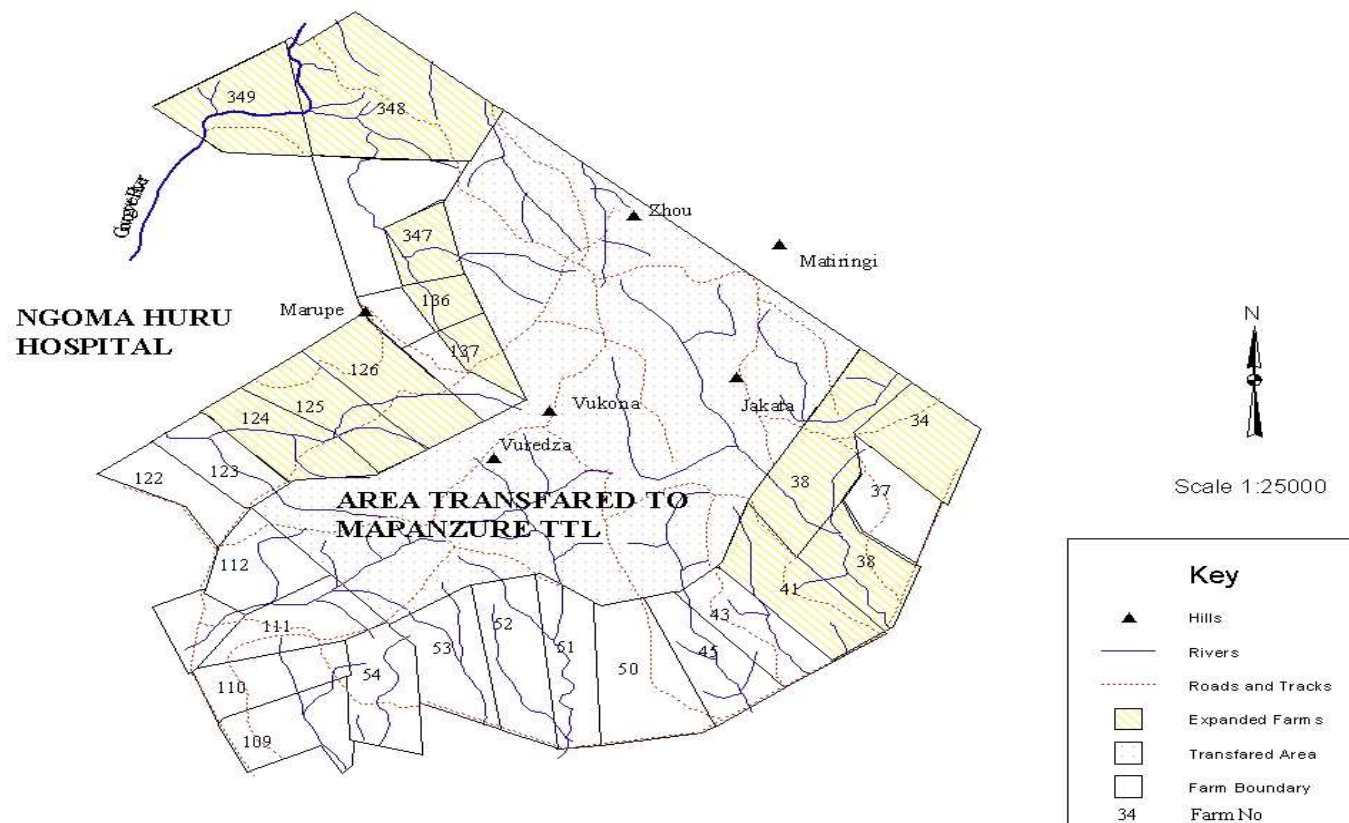 349
348
Zhou
347
Matiringi
136
Marupe
NGOMA HURU
HOSPITAL
137
126
125
124
Vukona
Jakata
34
Vuredza
122
123
38
37
AREA TRANSFARED TO
MAPANZURE TTL
112
38
41
111
43
53
52
51
50
45
54
110
109
N
Scale 1:25000
Key
Hills
Rivers
Roads and Tracks
Expanded Farms
Transfared Area
Farm Boundary
34 Farm No